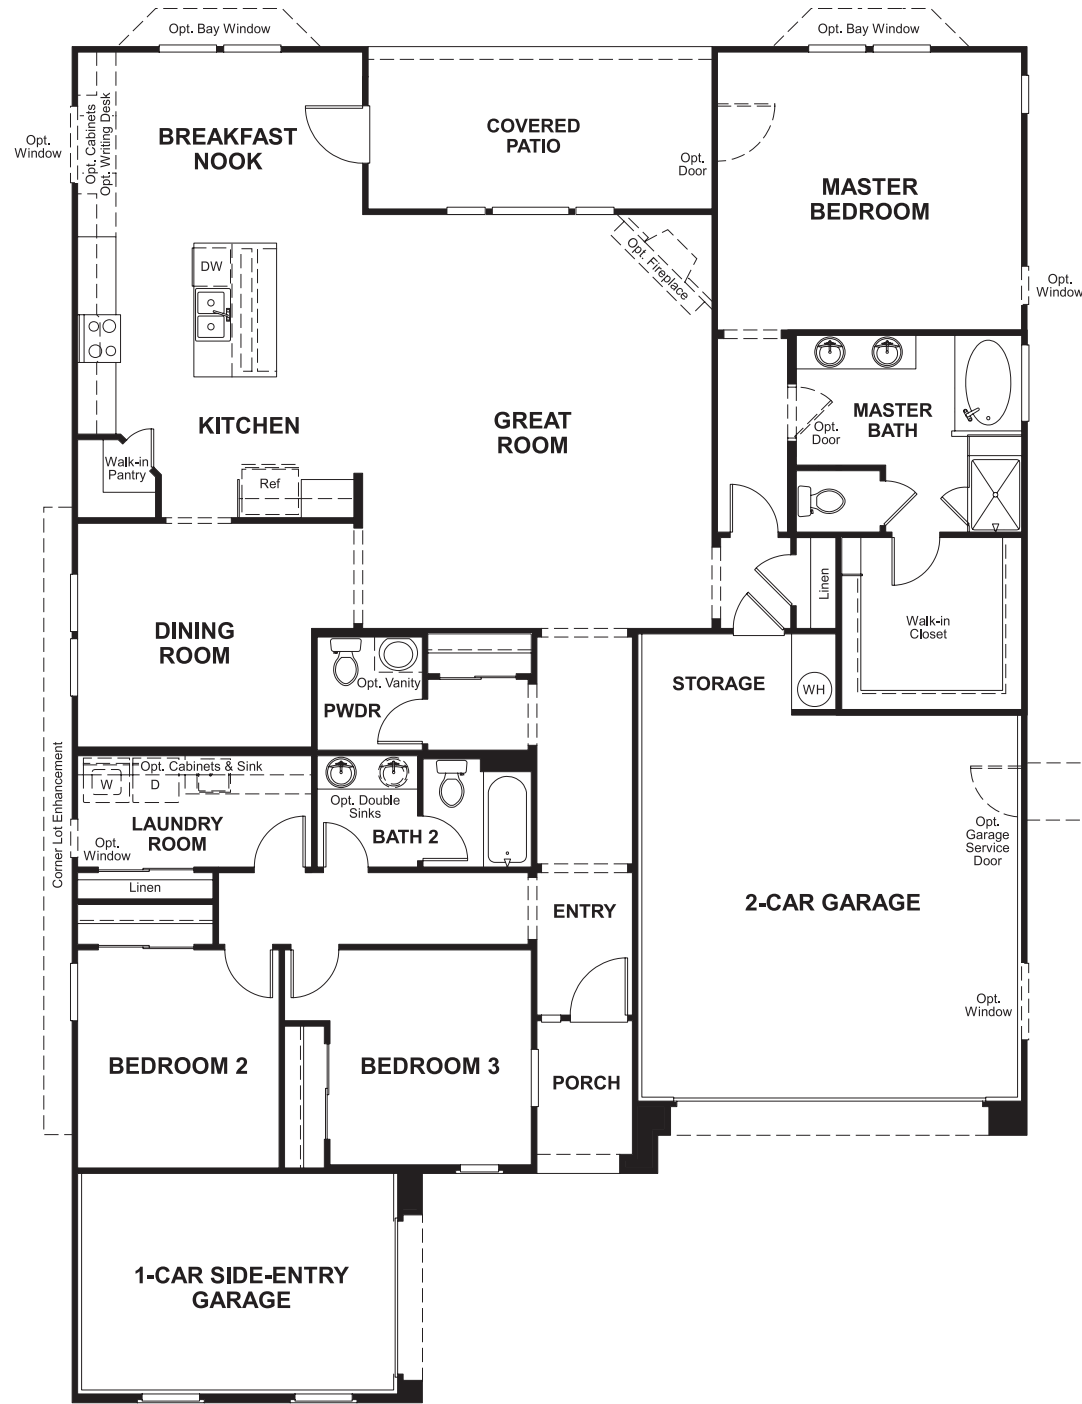 Opt. Bay Window
Opt. Bay Window
Opt.
Window
Opt. Cabinets
Opt. Writing Desk
BREAKFAST
NOOK
COVERED
PATIO
Opt.
Door
MASTER
BEDROOM
DW
Opt. Fireplace
Opt.
Window
KITCHEN
GREAT
ROOM
MASTER
BATH
Opt.
Door
Walk-in
Pantry
Ref
Linen
Walk-in
Closet
DINING
ROOM
Opt. Vanity
PWDR
STORAGE
WH
Corner Lot Enhancement
Opt. Cabinets & Sink
W
D
LAUNDRY
ROOM
Opt.
Window
Opt. Double
Sinks
BATH 2
Opt.
Garage
Service
Door
Linen
ENTRY
2-CAR GARAGE
Opt.
Window
BEDROOM 2
BEDROOM 3
PORCH
1-CAR SIDE-ENTRY
GARAGE